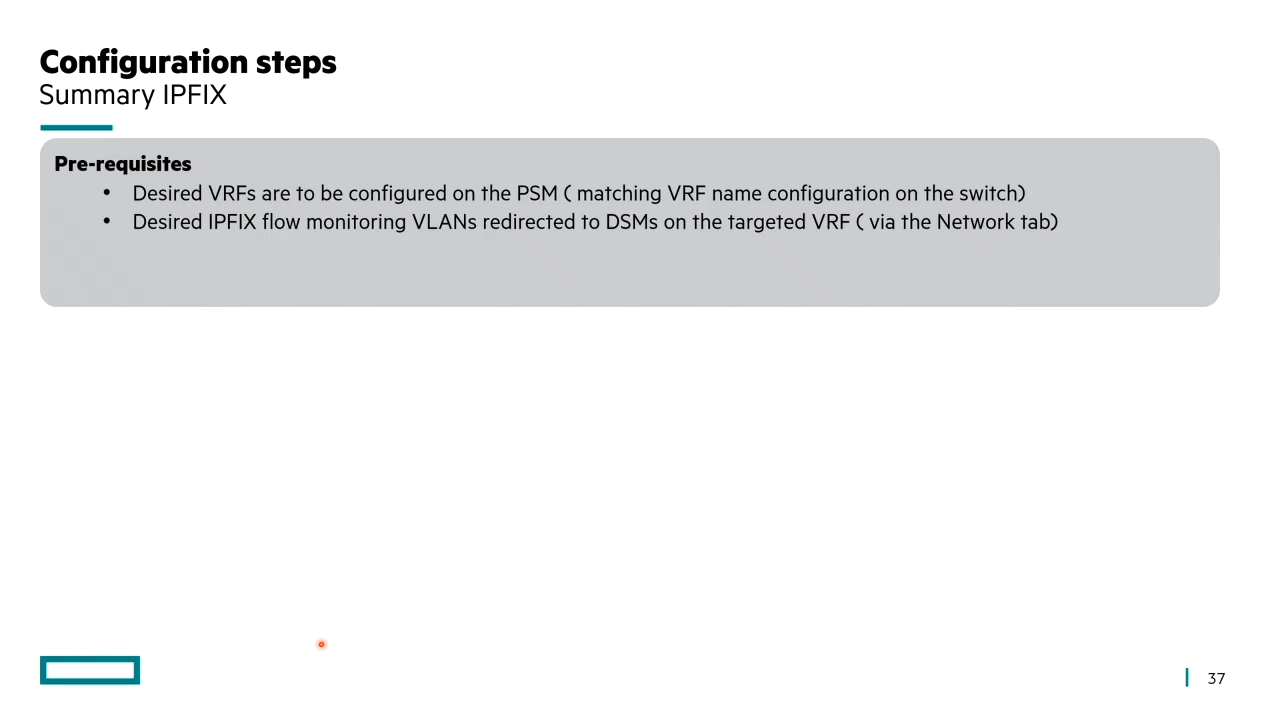 Configuration steps
Summary IPFIX
Pre-requisites
• Desired VRFs are to be configured on the PSM ( matching VRF name configuration on the switch)
• Desired IPFIX flow monitoring VLANs redirected to DSMs on the targeted VRF ( via the Network tab)
37